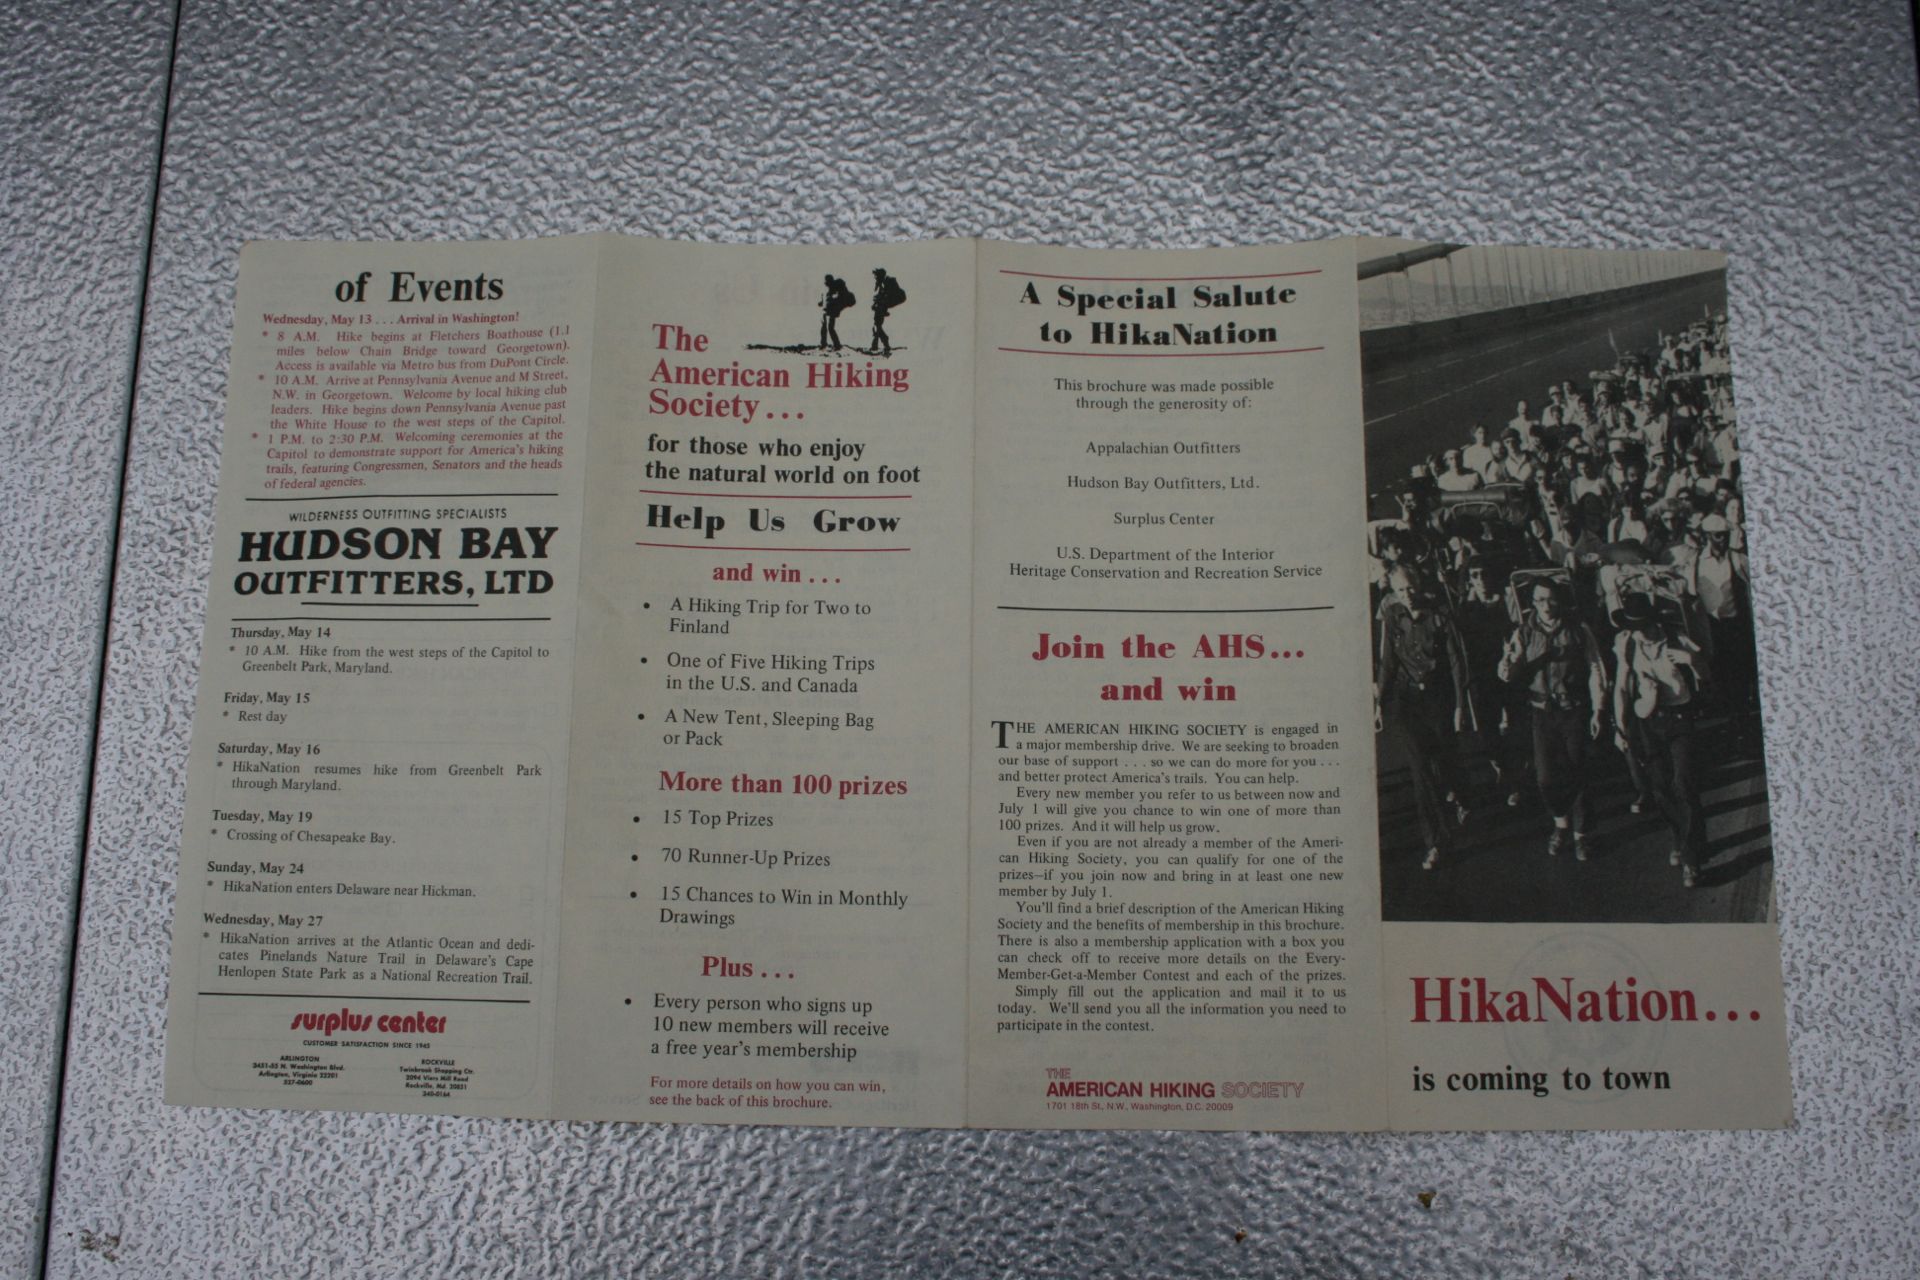 of Events
Wednesday, May 13 . . . Arrival in Washington!
* 8 A.M. Hike begins at Fletchers Boathouse (1.1
miles below Chain Bridge toward Georgetown).
Access is available via Metro bus from DuPont Circle.
* 10 A.M. Arrive at Pennsylvania Avenue and M Street,
N.W. in Georgetown. Welcome by local hiking club
leaders. Hike begins down Pennsylvania Avenue past
the White House to the west steps of the Capitol.
* 1 P.M. to 2:30 P.M. Welcoming ceremonies at the
Capitol to demonstrate support for America's hiking
trails, featuring Congressmen, Senators and the heads
of federal agencies.
WILDERNESS OUTFITTING SPECIALISTS
HUDSON BAY
OUTFITTERS, LTD
Thursday, May 14
* 10 A.M. Hike from the west steps of the Capitol to
Greenbelt Park, Maryland.
Friday, May 15
* Rest day
Saturday, May 16
* HikaNation resumes hike from Greenbelt Park
through Maryland.
Tuesday, May 19
* Crossing of Chesapeake Bay.
Sunday, May 24
* HikaNation enters Delaware near Hickman.
Wednesday, May 27
* HikaNation arrives at the Atlantic Ocean and dedi-
cates Pinelands Nature Trail in Delaware's Cape
Henlopen State Park as a National Recreation Trail.
surplus center
CUSTOMER SATISFACTION SINCE 1945
ARLINGTON
3451-55 N. Washington Blvd.
Arlington, Virginia 22201
527-0600
ROCKVILLE
Twinbrook Shopping Ctr.
2094 Viers Mill Road
Rockville, Md. 20851
340-0164
The
American Hiking
Society . . .
for those who enjoy
the natural world on foot
Help Us Grow
and win . . .
• A Hiking Trip for Two to
Finland
• One of Five Hiking Trips
in the U.S. and Canada
• A New Tent, Sleeping Bag
or Pack
More than 100 prizes
• 15 Top Prizes
• 70 Runner-Up Prizes
• 15 Chances to Win in Monthly
Drawings
Plus . . .
• Every person who signs up
10 new members will receive
a free year's membership
For more details on how you can win,
see the back of this brochure.
A Special Salute
to HikaNation
This brochure was made possible
through the generosity of:
Appalachian Outfitters
Hudson Bay Outfitters, Ltd.
Surplus Center
U.S. Department of the Interior
Heritage Conservation and Recreation Service
Join the AHS...
and win
THE AMERICAN HIKING SOCIETY is engaged in
a major membership drive. We are seeking to broaden
our base of support . . . so we can do more for you . . .
and better protect America's trails. You can help.
Every new member you refer to us between now and
July 1 will give you chance to win one of more than
100 prizes. And it will help us grow.
Even if you are not already a member of the Ameri-
can Hiking Society, you can qualify for one of the
prizes—if you join now and bring in at least one new
member by July 1.
You'll find a brief description of the American Hiking
Society and the benefits of membership in this brochure.
There is also a membership application with a box you
can check off to receive more details on the Every-
Member-Get-a-Member Contest and each of the prizes.
Simply fill out the application and mail it to us
today. We'll send you all the information you need to
participate in the contest.
THE
AMERICAN HIKING SOCIETY
1701 18th St., N.W., Washington, D.C. 20009
HikaNation...
is coming to town